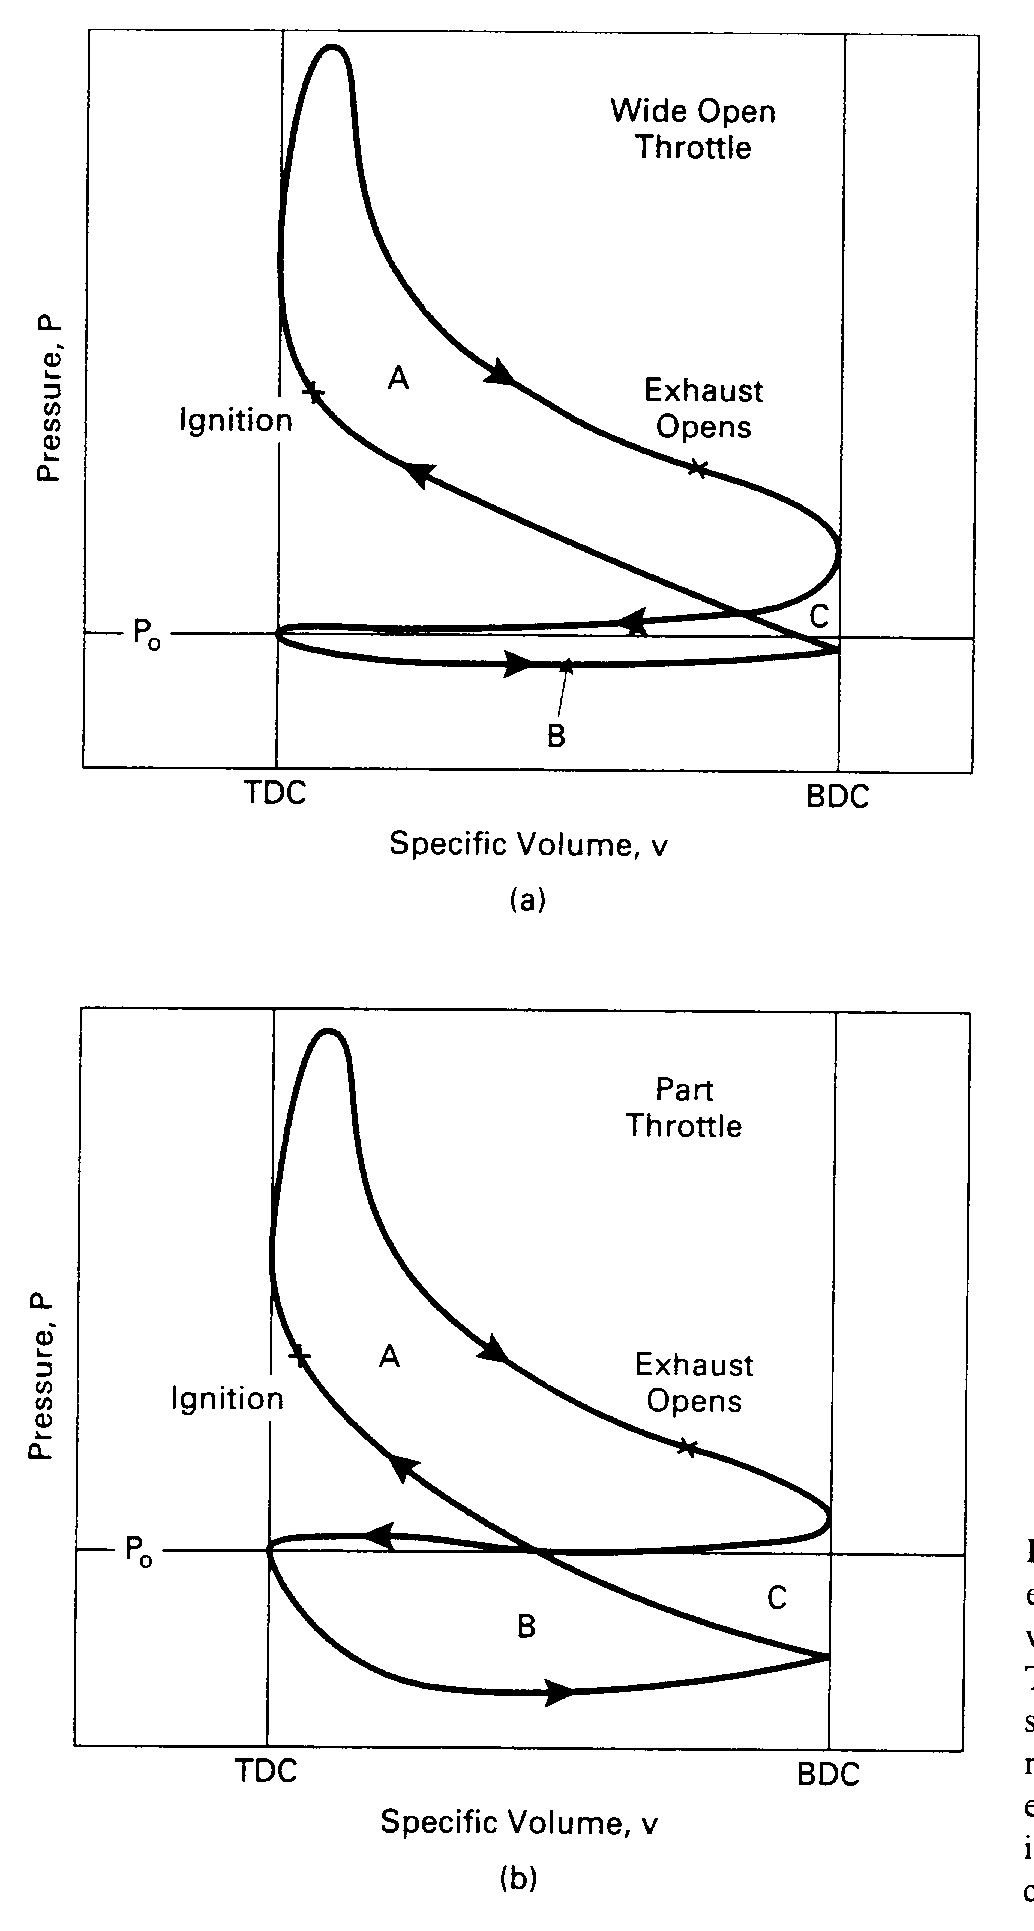 Wide Open
Throttle
Pressure, P
A
Exhaust
Opens
Ignition
C
Po
B
TDC
BDC
Specific Volume, v
(a)
Part
Throttle
Pressure, P
A
Exhaust
Opens
Ignition
Po
C
B
TDC
BDC
Specific Volume, v
(b)